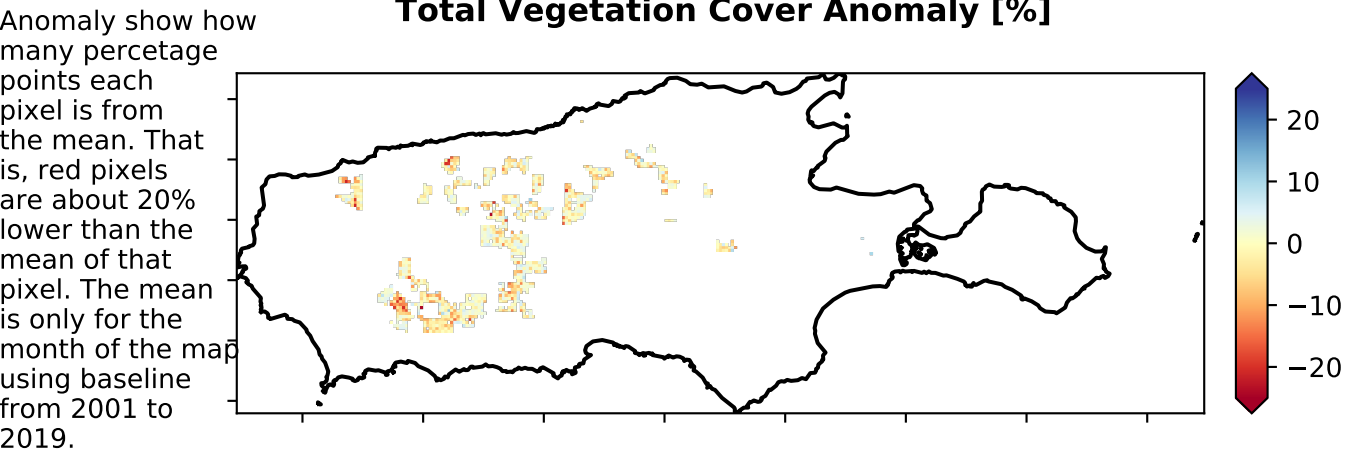 Total Vegetation Cover Anomaly [%]
Anomaly show how
many percetage
points each
pixel is from
the mean. That
is, red pixels
are about 20%
lower than the
mean of that
pixel. The mean
is only for the
month of the map
using baseline
from 2001 to
2019.
20
10
0
−10
−20